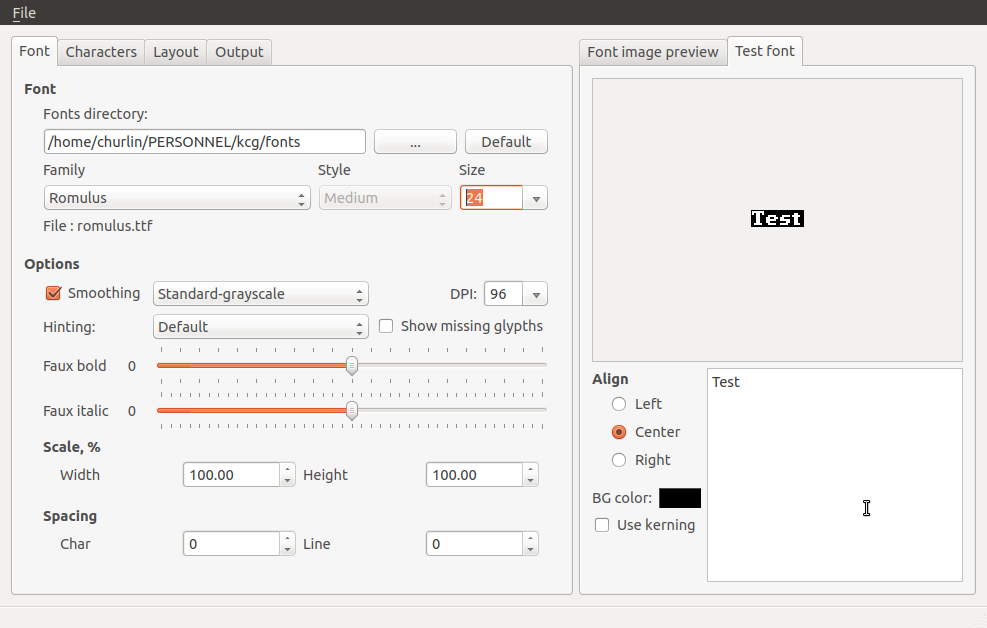 File
Font Characters Layout Output
Font image preview Test font
Font
Fonts directory:
/home/churlin/PERSONNEL/kcg/fonts ... Default
Family Style Size
Romulus Medium 24
File : romulus.ttf
Options
Smoothing Standard-grayscale DPI: 96
Hinting: Default Show missing glypths
Faux bold 0
Faux italic 0
Scale, %
Width 100.00 Height 100.00
Spacing
Char 0 Line 0
Test
Align
Left
Center
Right
BG color:
Use kerning
Test